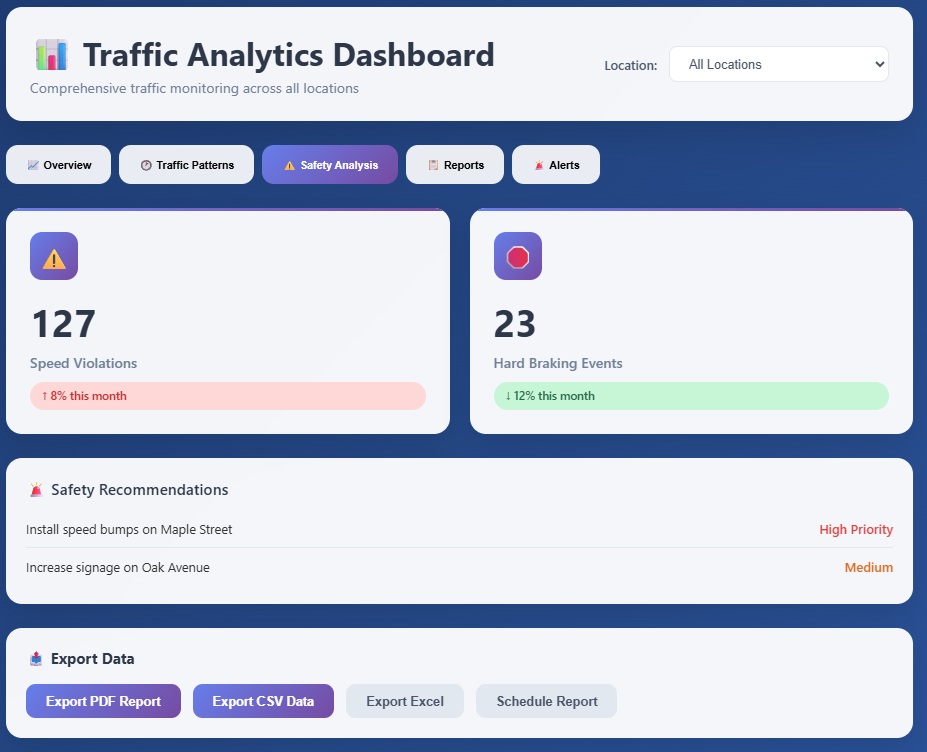 Traffic Analytics Dashboard
Comprehensive traffic monitoring across all locations
Location:
All Locations
Overview
Traffic Patterns
Safety Analysis
Reports
Alerts
127
Speed Violations
↑ 8% this month
23
Hard Braking Events
↓ 12% this month
Safety Recommendations
Install speed bumps on Maple Street
High Priority
Increase signage on Oak Avenue
Medium
Export Data
Export PDF Report
Export CSV Data
Export Excel
Schedule Report